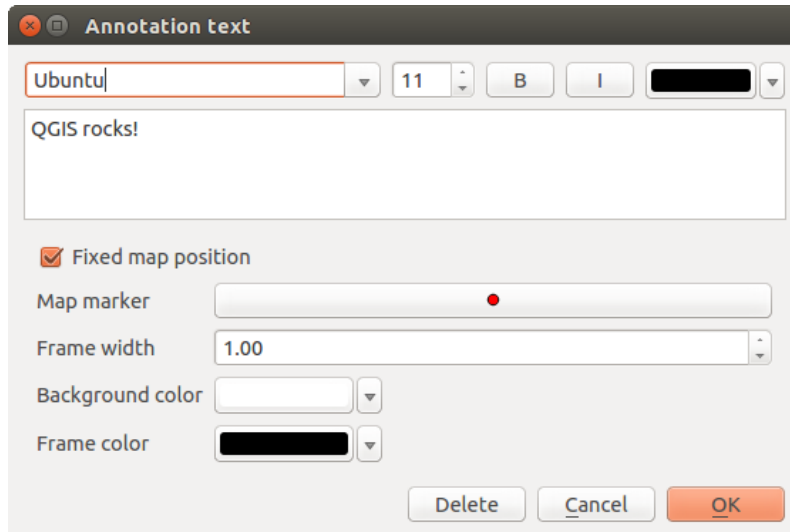 Annotation text
Ubuntu 11 B I
QGIS rocks!
Fixed map position
Map marker
Frame width 1.00
Background color
Frame color
Delete Cancel OK